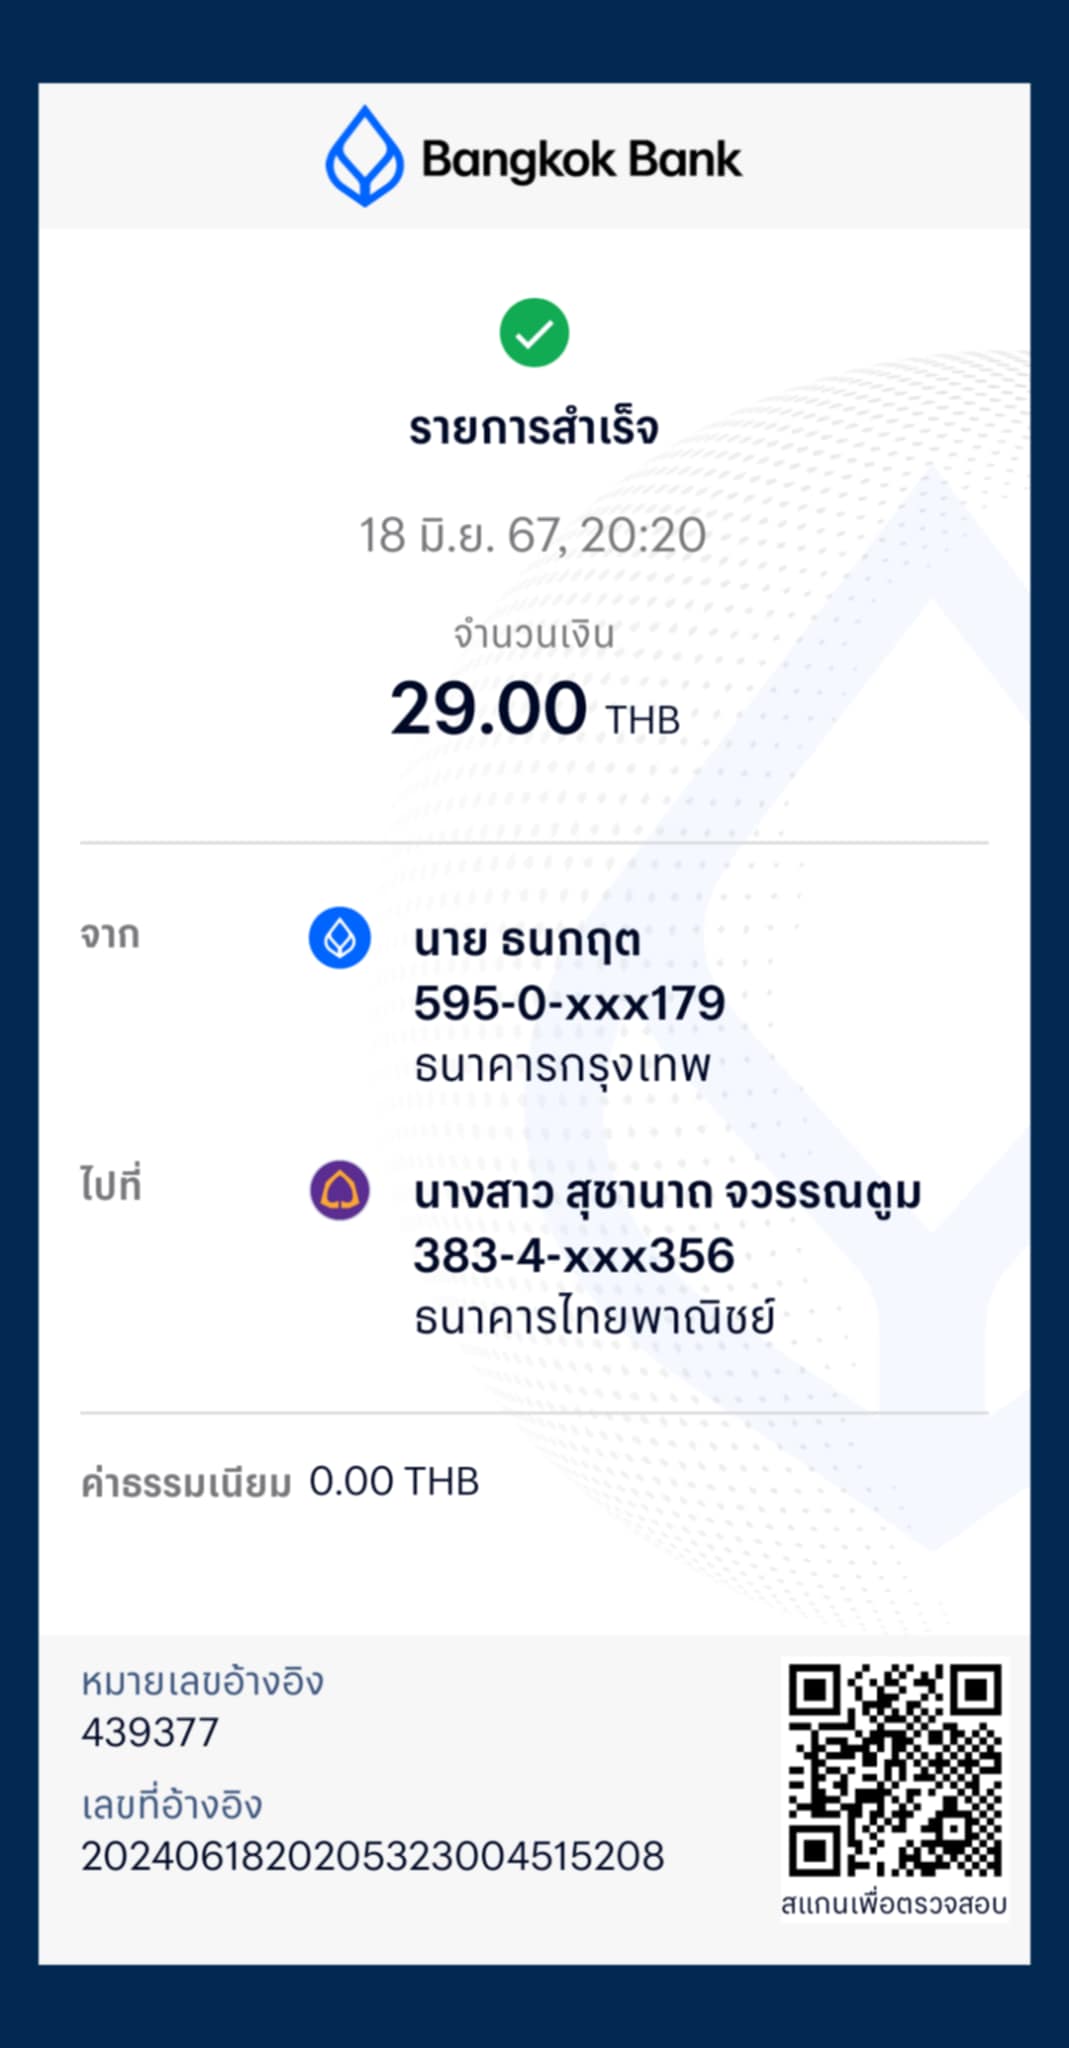 Bangkok Bank
รายการสำเร็จ
18 มิ.ย. 67, 20:20
จำนวนเงิน
29.00 THB
จาก
นาย ธนกฤต
595-0-xxx179
ธนาคารกรุงเทพ
ไปที่
นางสาว สุชานาถ จวรรณตูม
383-4-xxx356
ธนาคารไทยพาณิชย์
ค่าธรรมเนียม 0.00 THB
หมายเลขอ้างอิง
439377
เลขที่อ้างอิง
2024061820205323004515208
สแกนเพื่อตรวจสอบ